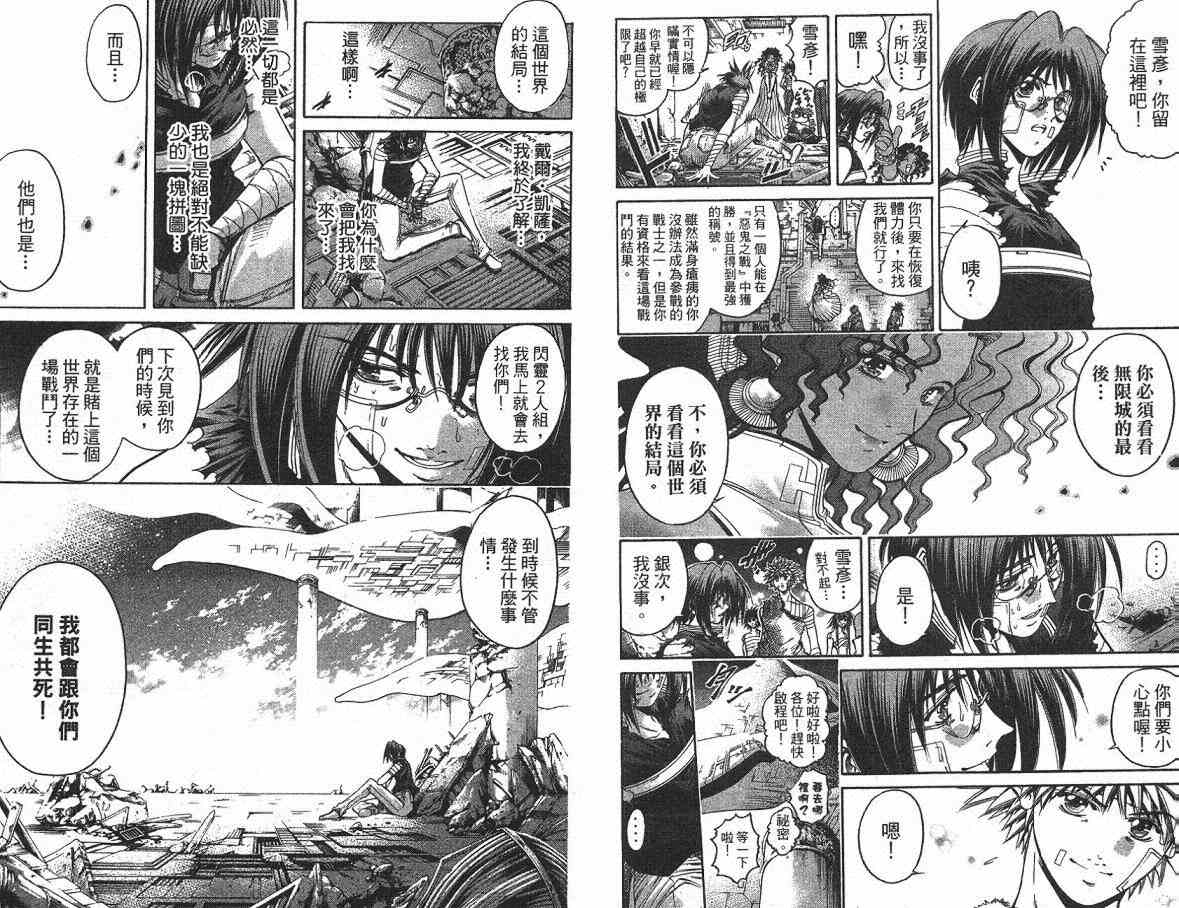 雪彥，你留
在這裡吧！
咦？
我沒事了
，所以…
嘿！
雪彥！
不可以隱
瞞實情喔！
你早就已經
超越自己的極
限了吧？
你只要在恢復
體力後，來找
我們就行了。
只有一個人能在
『惡鬼之戰』中獲
勝，並且得到最強
的稱號。
雖然滿身瘡痍的你
沒辦法成為參戰的
戰士之一，但是你
有資格來看這場戰
鬥的結果。
你必須看看
無限城的最
後…
不，你必須
看看這個世
界的結局。
…
是！
雪彥…
對不起…
銀次，
我沒事。
你們要小
心點喔！
嗯！
好啦好啦！
各位！趕快
啟程吧！
要去哪
裡啊？
秘密。
等一下
啦！
…
這個世界
的結局…
這樣啊…
戴爾·凱薩，
我終於了解…
你為什麼
會把我找
來了…
這一切都是
必然…
我也是絕對不能缺
少的一塊拼圖…
而且…
他們也是…
閃靈２人組，
我馬上就會去
找你們！
下次見到你
們的時候，
就是賭上這個
世界存在的一
場戰鬥了…
到時候不管
發生什麼事
情…
我都會跟你們
同生共死！